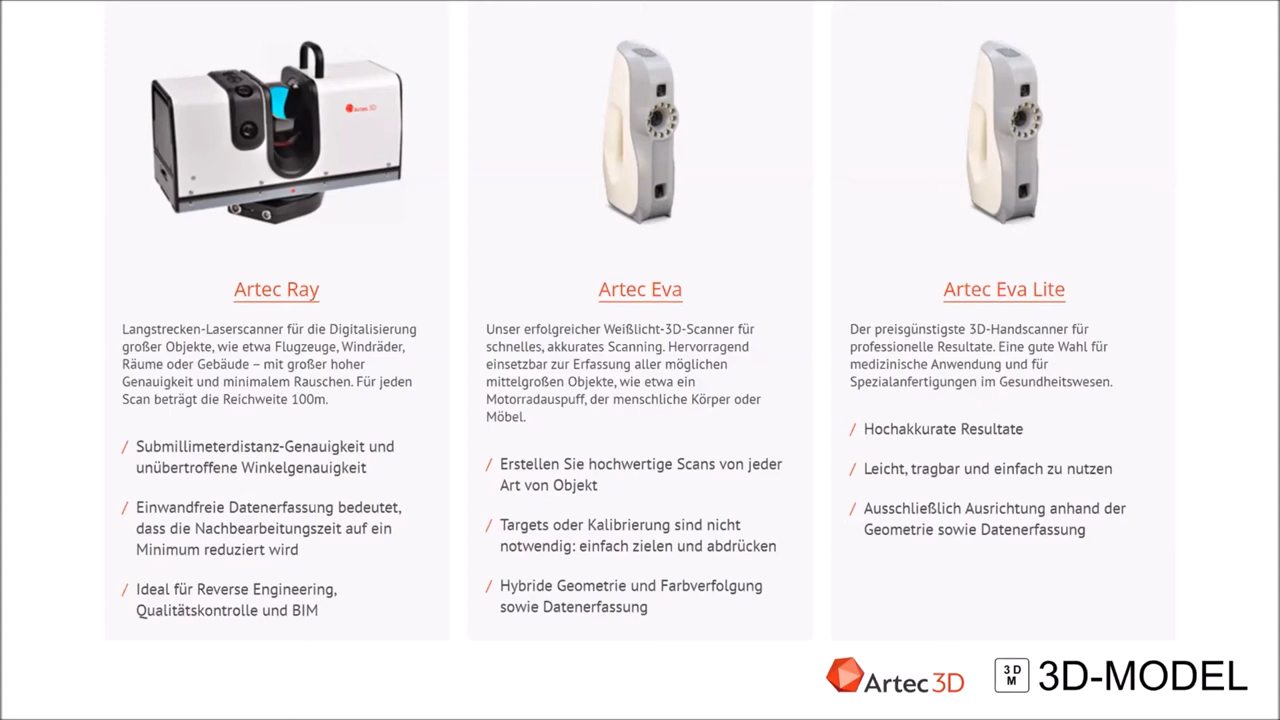 Artec 3D
Artec Ray
Langstrecken-Laserscanner für die Digitalisierung
großer Objekte, wie etwa Flugzeuge, Windräder,
Räume oder Gebäude – mit großer hoher
Genauigkeit und minimalem Rauschen. Für jeden
Scan beträgt die Reichweite 100m.
/ Submillimeterdistanz-Genauigkeit und
unübertroffene Winkelgenauigkeit
/ Einwandfreie Datenerfassung bedeutet,
dass die Nachbearbeitungszeit auf ein
Minimum reduziert wird
/ Ideal für Reverse Engineering,
Qualitätskontrolle und BIM
Artec Eva
Unser erfolgreicher Weißlicht-3D-Scanner für
schnelles, akkurates Scanning. Hervorragend
einsetzbar zur Erfassung aller möglichen
mittelgroßen Objekte, wie etwa ein
Motorradauspuff, der menschliche Körper oder
Möbel.
/ Erstellen Sie hochwertige Scans von jeder
Art von Objekt
/ Targets oder Kalibrierung sind nicht
notwendig: einfach zielen und abdrücken
/ Hybride Geometrie und Farbverfolgung
sowie Datenerfassung
Artec Eva Lite
Der preisgünstigste 3D-Handscanner für
professionelle Resultate. Eine gute Wahl für
medizinische Anwendung und für
Spezialanfertigungen im Gesundheitswesen.
/ Hochakkurate Resultate
/ Leicht, tragbar und einfach zu nutzen
/ Ausschließlich Ausrichtung anhand der
Geometrie sowie Datenerfassung
Artec 3D
3 D
M
3D-MODEL